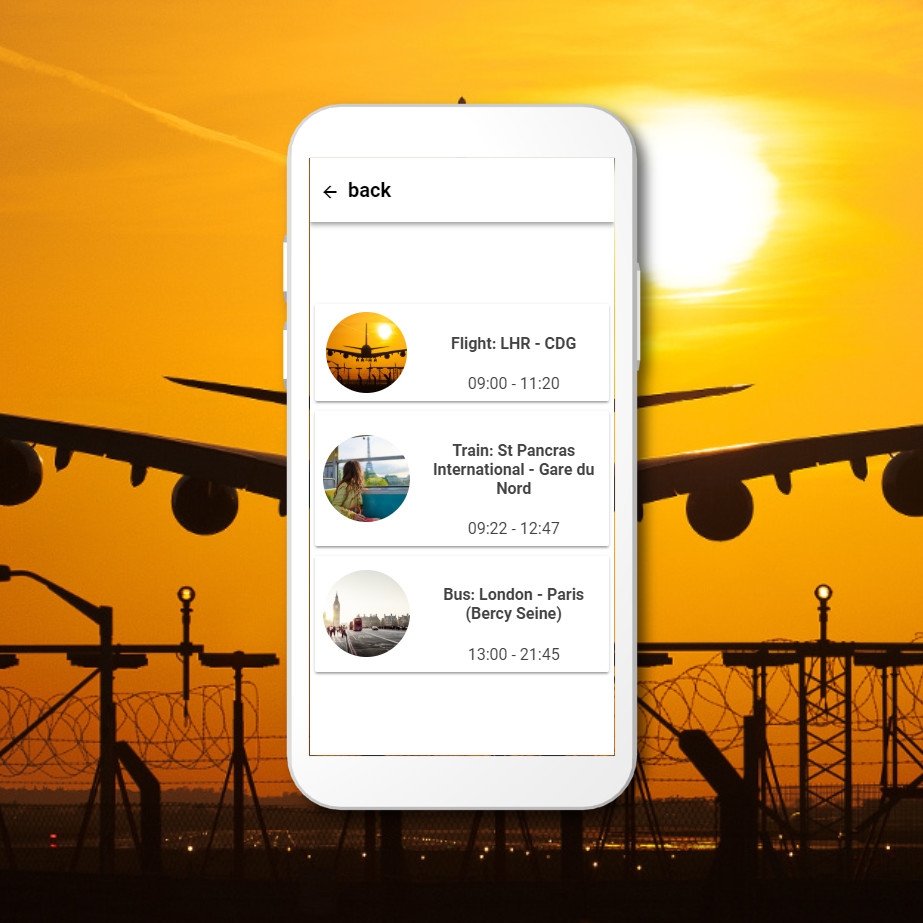 back
Flight: LHR - CDG
09:00 - 11:20
Train: St Pancras
International - Gare du
Nord
09:22 - 12:47
Bus: London - Paris
(Bercy Seine)
13:00 - 21:45